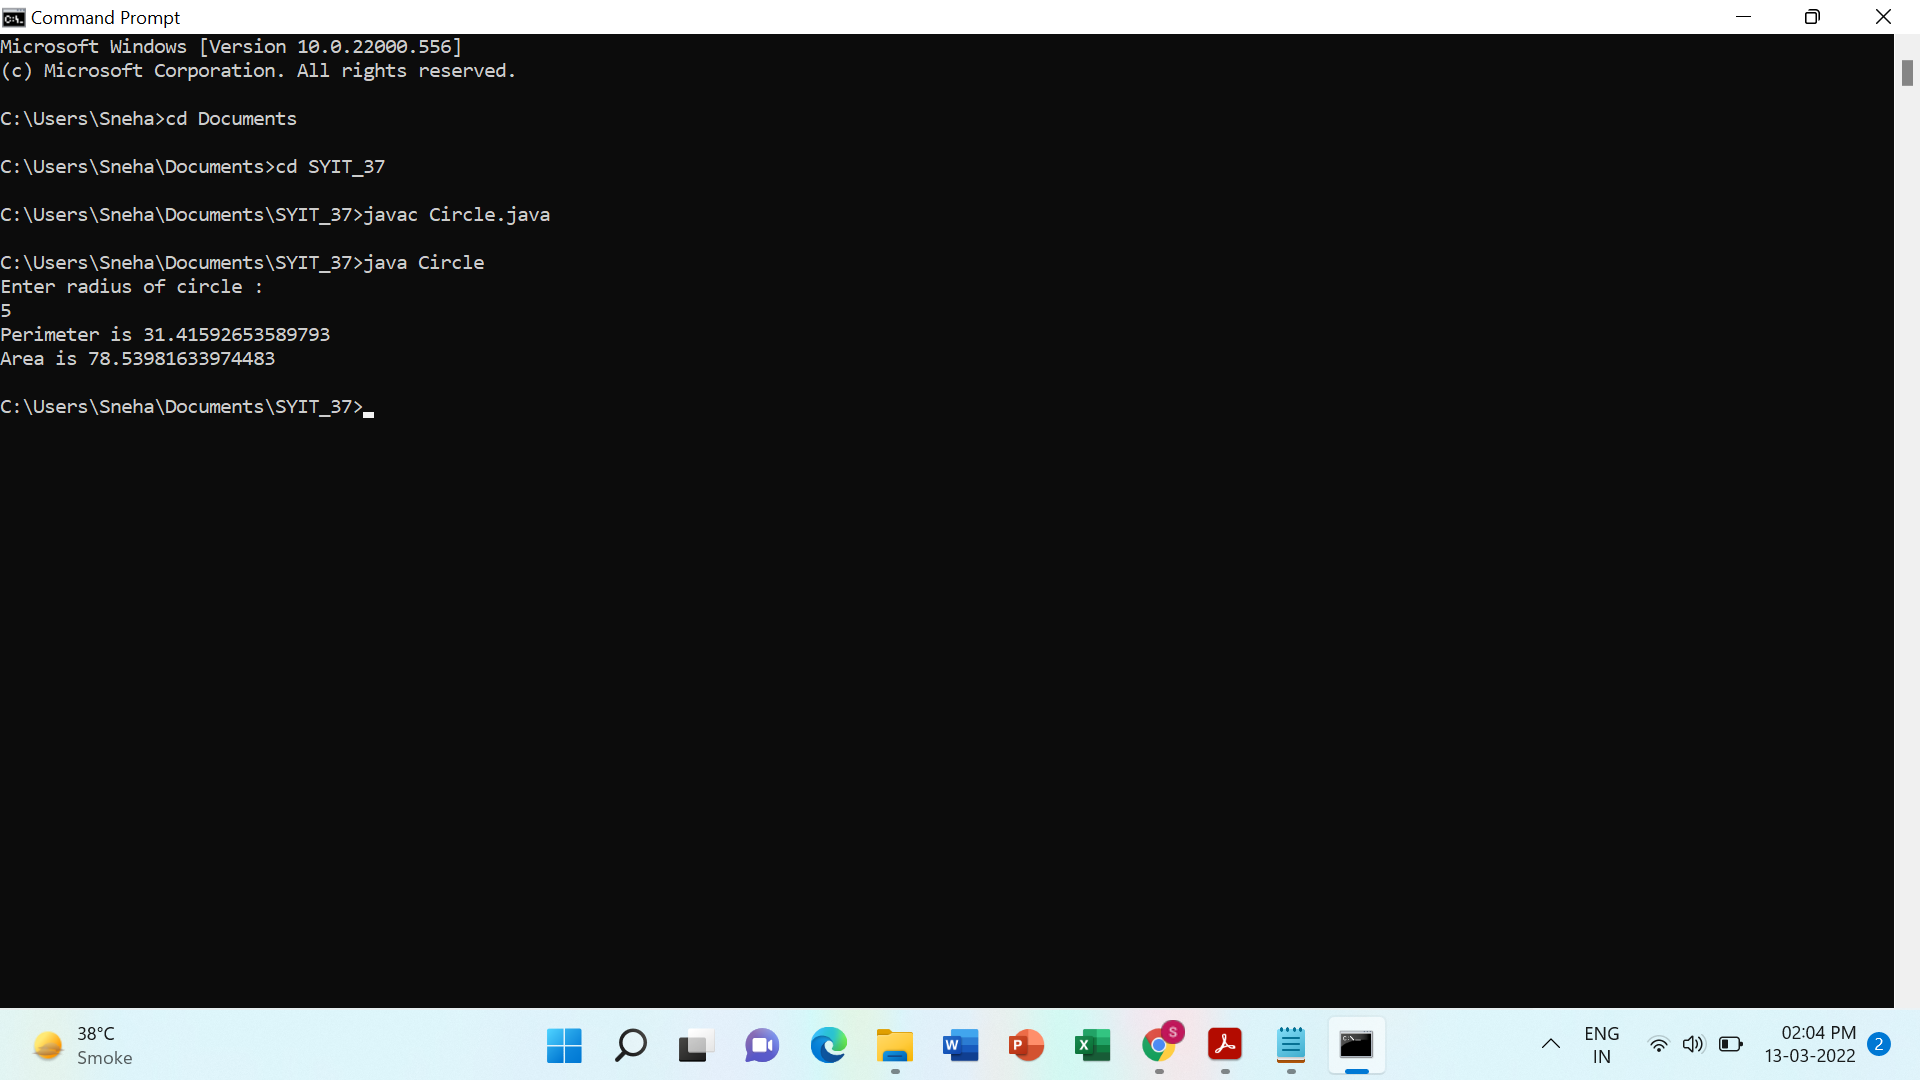 Command Prompt
Microsoft Windows [Version 10.0.22000.556]
(c) Microsoft Corporation. All rights reserved.
C:\Users\Sneha>cd Documents
C:\Users\Sneha\Documents>cd SYIT_37
C:\Users\Sneha\Documents\SYIT_37>javac Circle.java
C:\Users\Sneha\Documents\SYIT_37>java Circle
Enter radius of circle :
5
Perimeter is 31.41592653589793
Area is 78.53981633974483
C:\Users\Sneha\Documents\SYIT_37>
38°C
Smoke
W
P
X
S
ENG
IN
02:04 PM
13-03-2022
2